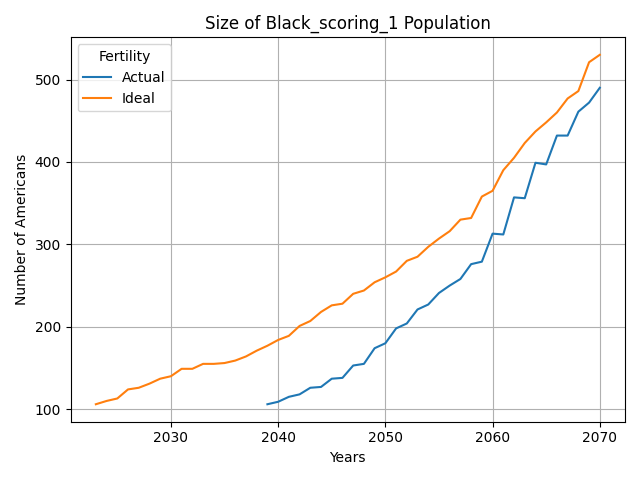 Size of Black_scoring_1 Population
Fertility
Actual
Ideal
Number of Americans
500
400
300
200
100
2030
2040
2050
2060
2070
Years